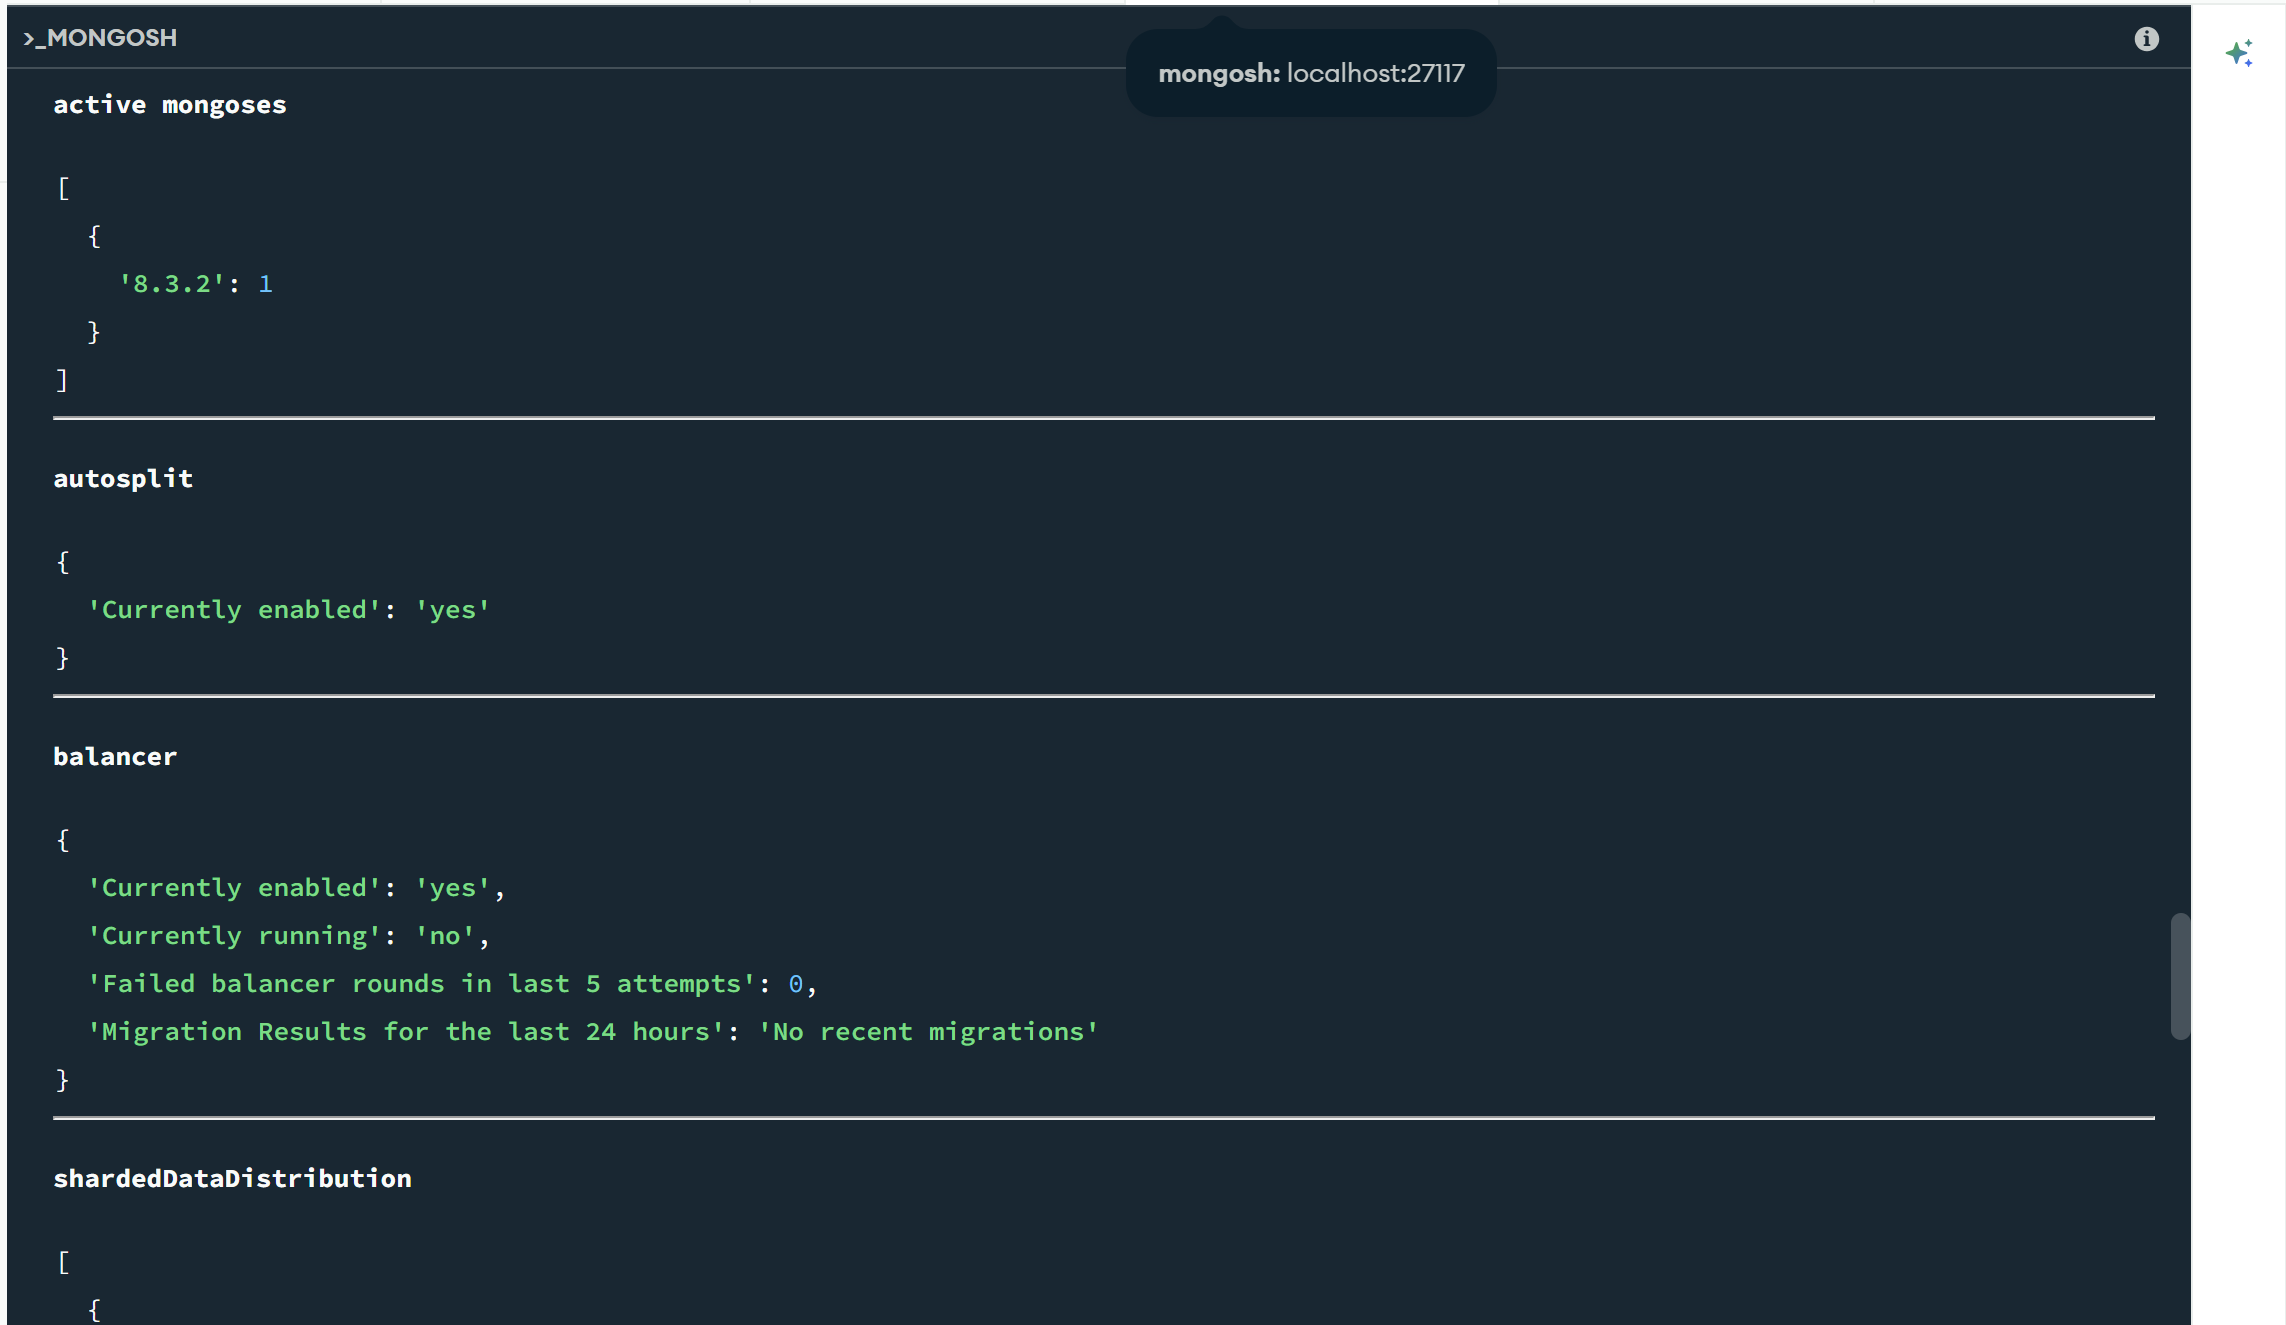 >_MONGOSH
mongosh: localhost:27117
active mongoses
[
  {
    '8.3.2': 1
  }
]
autosplit
{
  'Currently enabled': 'yes'
}
balancer
{
  'Currently enabled': 'yes',
  'Currently running': 'no',
  'Failed balancer rounds in last 5 attempts': 0,
  'Migration Results for the last 24 hours': 'No recent migrations'
}
shardedDataDistribution
[
  {